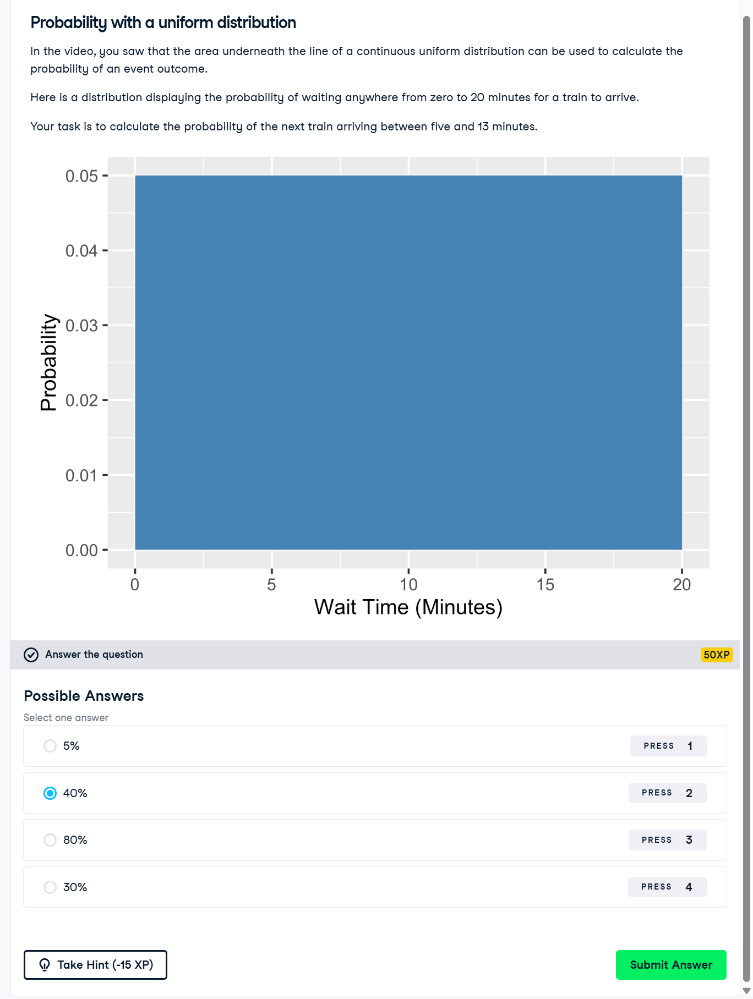 Probability with a uniform distribution
In the video, you saw that the area underneath the line of a continuous uniform distribution can be used to calculate the
probability of an event outcome.
Here is a distribution displaying the probability of waiting anywhere from zero to 20 minutes for a train to arrive.
Your task is to calculate the probability of the next train arriving between five and 13 minutes.
0.05
0.04
0.03
0.02
0.01
0.00
Probability
0 5 10 15 20
Wait Time (Minutes)
Answer the question 50XP
Possible Answers
Select one answer
5% PRESS 1
40% PRESS 2
80% PRESS 3
30% PRESS 4
Take Hint (-15 XP) Submit Answer